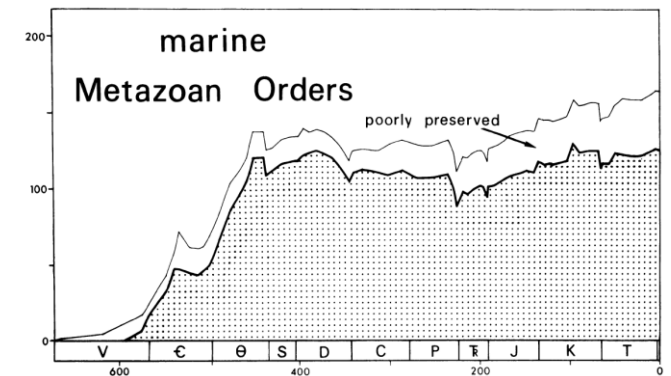 200
marine
Metazoan Orders
poorly preserved
100
0
V Є Ө S D C P Ꞧ J K T
600 400 200 0